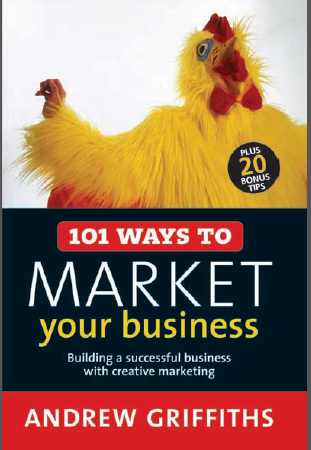 PLUS
20
BONUS
TIPS
101 WAYS TO
MARKET
your business
Building a successful business
with creative marketing
ANDREW GRIFFITHS